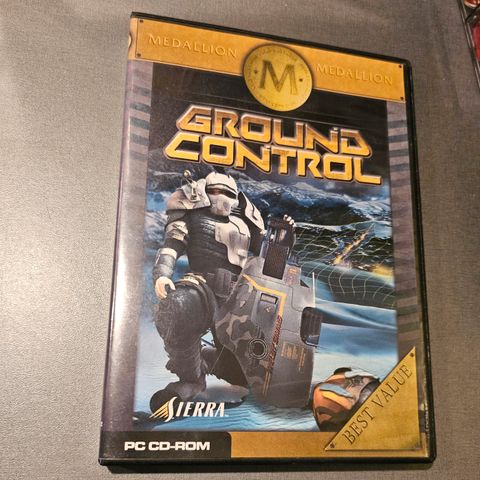 MEDALLION M MEDALLION
GROUND
CONTROL
SIERRA
BEST VALUE
PC CD-ROM